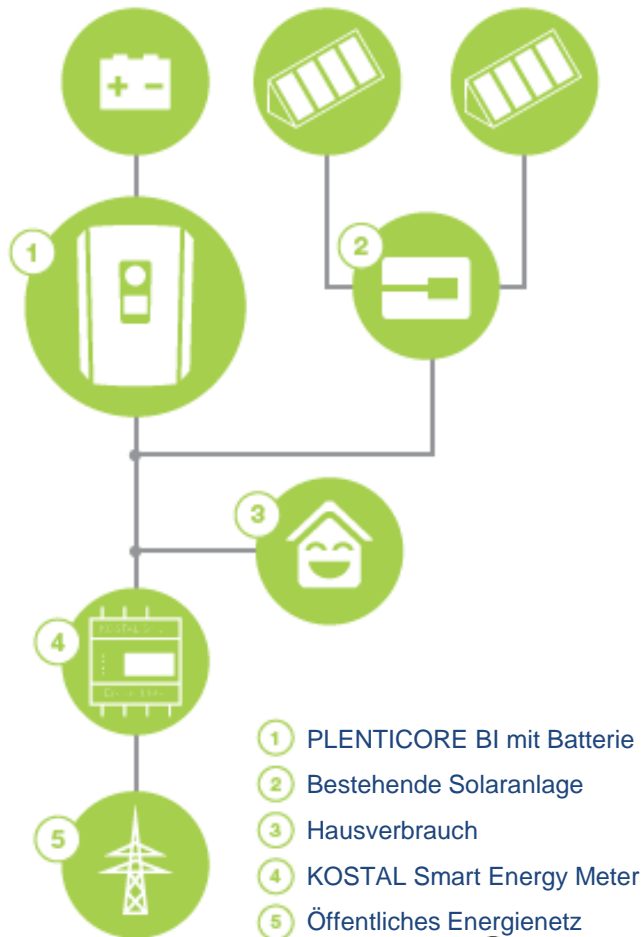 + -
1
2
3
4
KOSTAL
5
1 PLENTICORE BI mit Batterie
2 Bestehende Solaranlage
3 Hausverbrauch
4 KOSTAL Smart Energy Meter
5 Öffentliches Energienetz